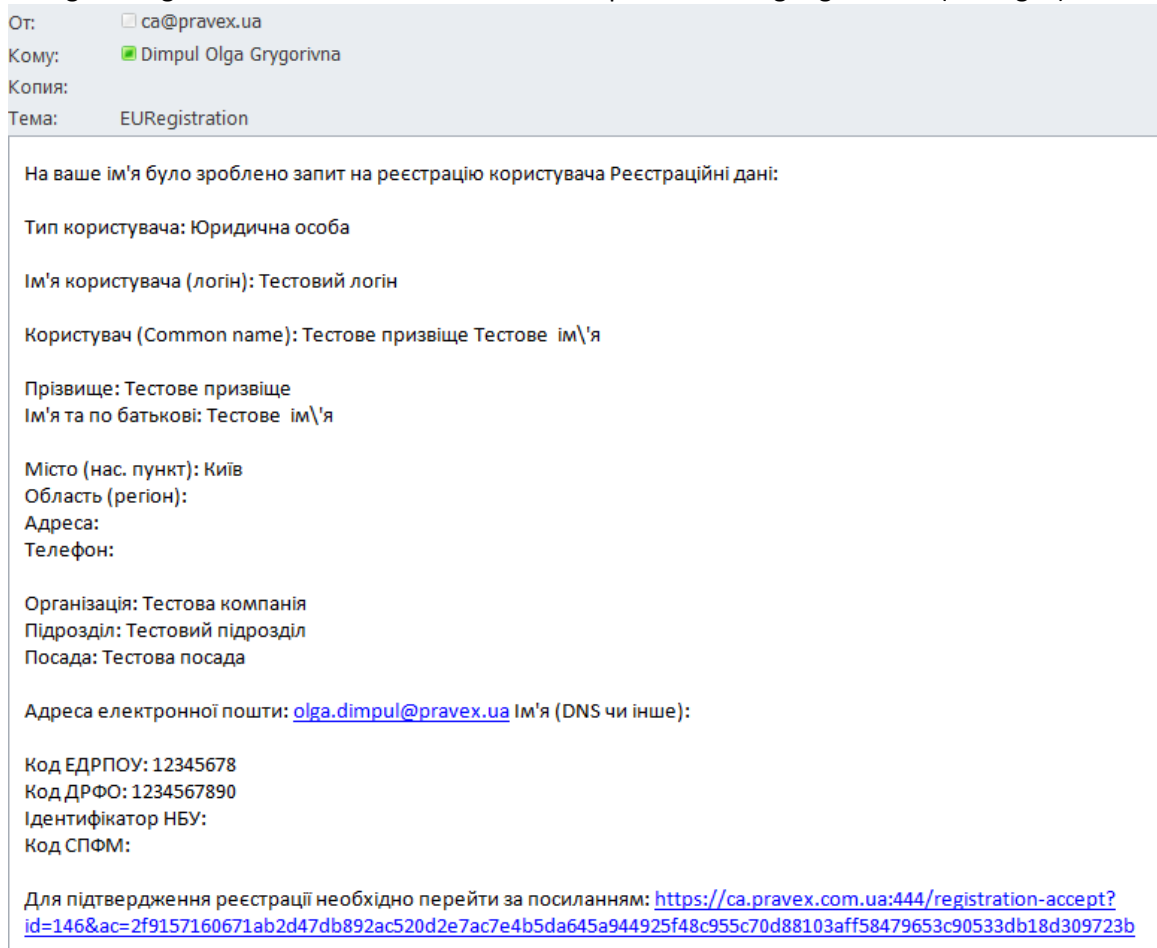 От: ca@pravex.ua
Кому: Dimpul Olga Grygorivna
Копия:
Тема: EURegistration
На ваше ім'я було зроблено запит на реєстрацію користувача Реєстраційні дані:
Тип користувача: Юридична особа
Ім'я користувача (логін): Тестовий логін
Користувач (Common name): Тестове призвіще Тестове ім\'я
Прізвище: Тестове призвіще
Ім'я та по батькові: Тестове ім\'я
Місто (нас. пункт): Київ
Область (регіон):
Адреса:
Телефон:
Організація: Тестова компанія
Підрозділ: Тестовий підрозділ
Посада: Тестова посада
Адреса електронної пошти: olga.dimpul@pravex.ua Ім'я (DNS чи інше):
Код ЕДРПОУ: 12345678
Код ДРФО: 1234567890
Ідентифікатор НБУ:
Код СПФМ:
Для підтвердження реєстрації необхідно перейти за посиланням: https://ca.pravex.com.ua:444/registration-accept?
id=146&ac=2f9157160671ab2d47db892ac520d2e7ac7e4b5da645a944925f48c955c70d88103aff58479653c90533db18d309723b